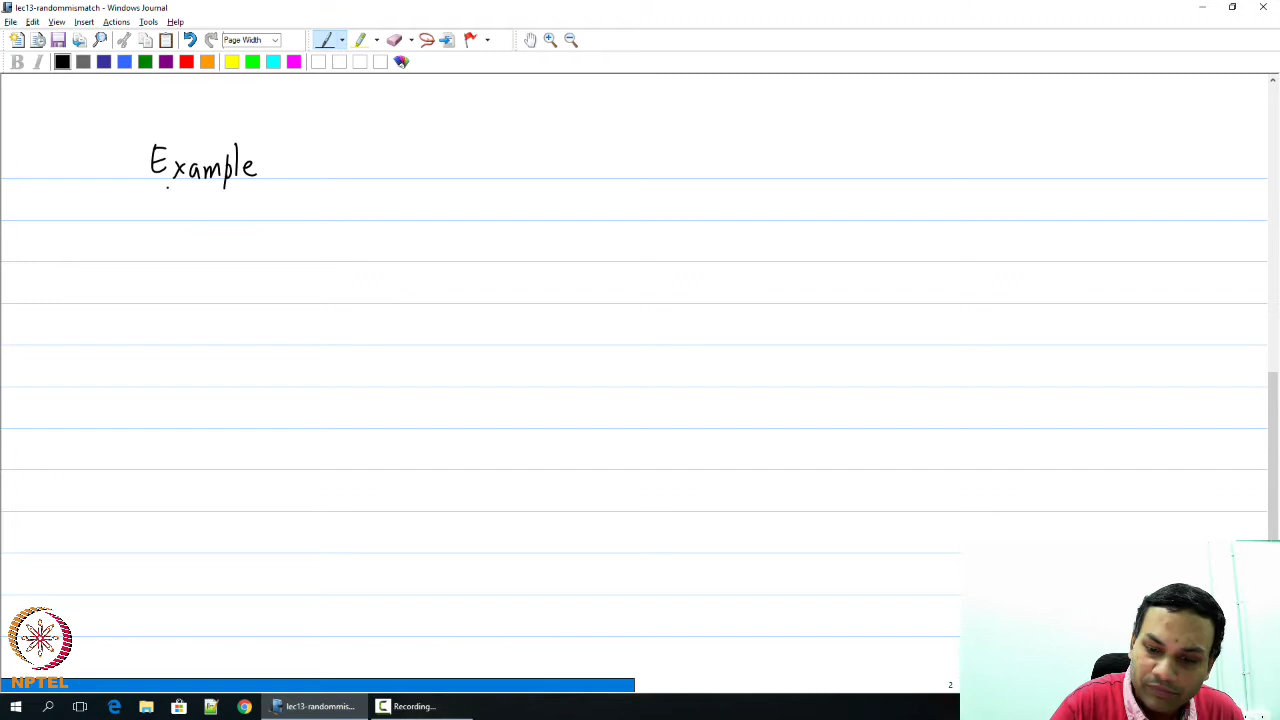 lec13-randommismatch - Windows Journal
File Edit View Insert Actions Tools Help
Page Width
B I
Example
2
NPTEL
lec13-randommis...
Recording...